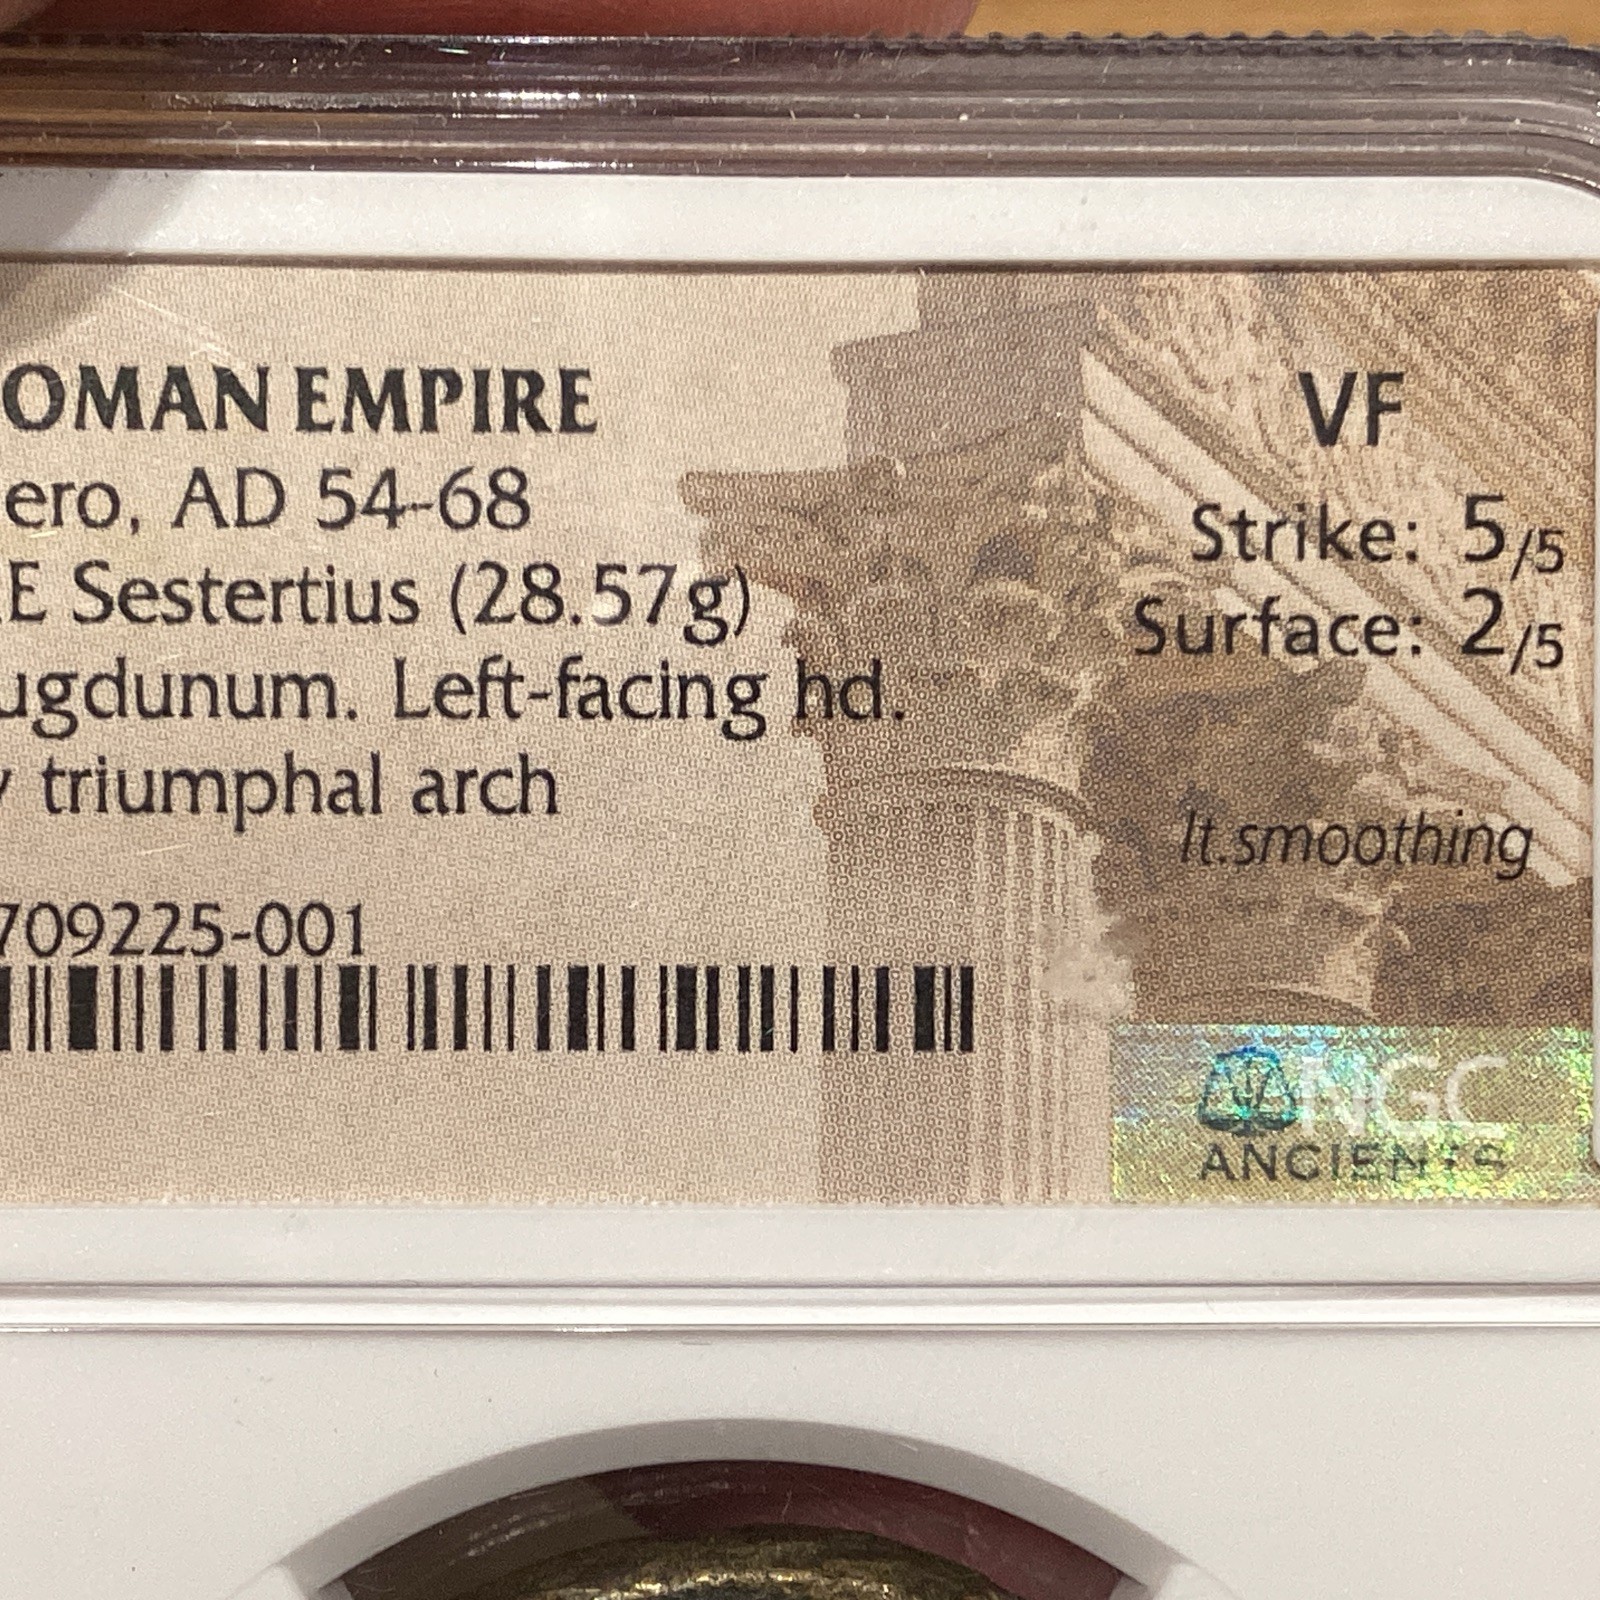 OMAN EMPIRE
ero, AD 54-68
E Sestertius (28.57g)
ugdunum. Left-facing hd.
triumphal arch
709225-001
VF
Strike: 5/5
Surface: 2/5
lt.smoothing
NGC
ANCIENTS